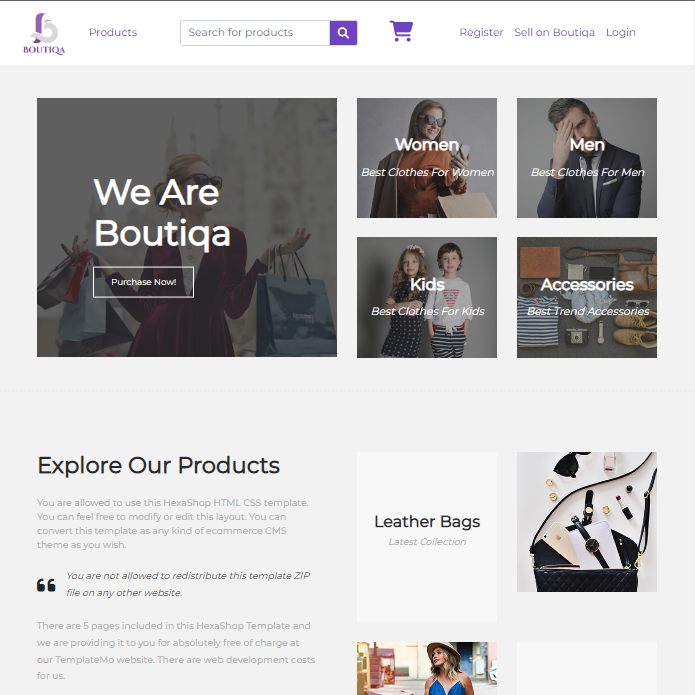 BOUTIQA
Products
Search for products
Register
Sell on Boutiqa
Login
We Are
Boutiqa
Purchase Now!
Women
Best Clothes For Women
Men
Best Clothes For Men
Kids
Best Clothes For Kids
Accessories
Best Trend Accessories
Explore Our Products
You are allowed to use this HexaShop HTML CSS template.
You can feel free to modify or edit this layout. You can
convert this template as any kind of ecommerce CMS
theme as you wish.
You are not allowed to redistribute this template ZIP
file on any other website.
There are 5 pages included in this HexaShop Template and
we are providing it to you for absolutely free of charge at
our TemplateMo website. There are web development costs
for us.
Leather Bags
Latest Collection